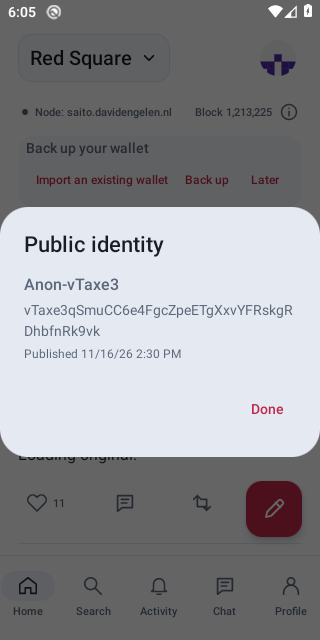 6:05
Red Square
Node: saito.davidengelen.nl Block 1,213,225
Back up your wallet
Import an existing wallet Back up Later
Public identity
Anon-vTaxe3
vTaxe3qSmuCC6e4FgcZpeETgXxvYFRskgR
DhbfnRk9vk
Published 11/16/26 2:30 PM
Done
Loading original.
11
Home Search Activity Chat Profile